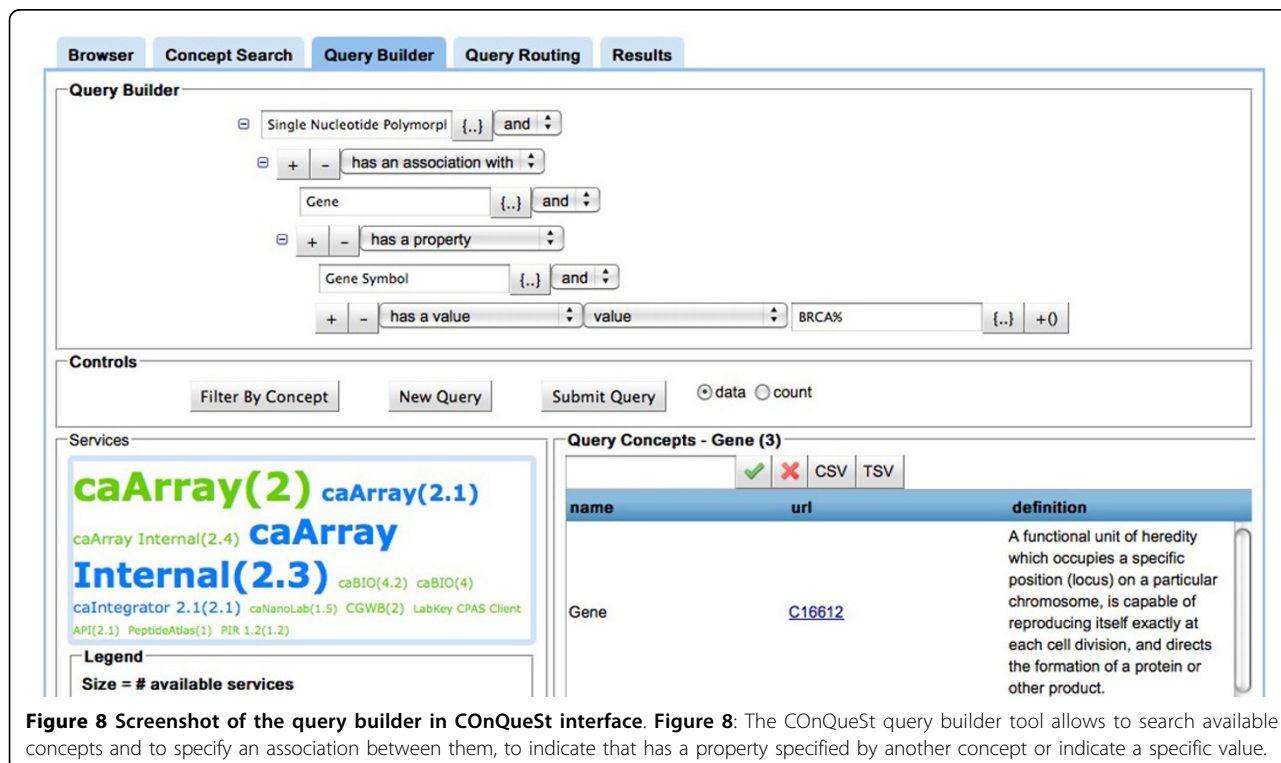 Browser Concept Search Query Builder Query Routing Results
Query Builder
Single Nucleotide Polymorpl {..} and
+ - has an association with
Gene {..} and
+ - has a property
Gene Symbol {..} and
+ - has a value value BRCA% {..} +()
Controls
Filter By Concept New Query Submit Query data count
Services
caArray(2) caArray(2.1)
caArray Internal(2.4) caArray
Internal(2.3) caBIO(4.2) caBIO(4)
caIntegrator 2.1(2.1) caNanoLab(1.5) CGWB(2) LabKey CPAS Client
API(2.1) PeptideAtlas(1) PIR 1.2(1.2)
Legend
Size = # available services
Query Concepts - Gene (3)
CSV TSV
name url definition
Gene C16612
A functional unit of heredity
which occupies a specific
position (locus) on a particular
chromosome, is capable of
reproducing itself exactly at
each cell division, and directs
the formation of a protein or
other product.
Figure 8 Screenshot of the query builder in COnQueSt interface. Figure 8: The COnQueSt query builder tool allows to search available
concepts and to specify an association between them, to indicate that has a property specified by another concept or indicate a specific value.